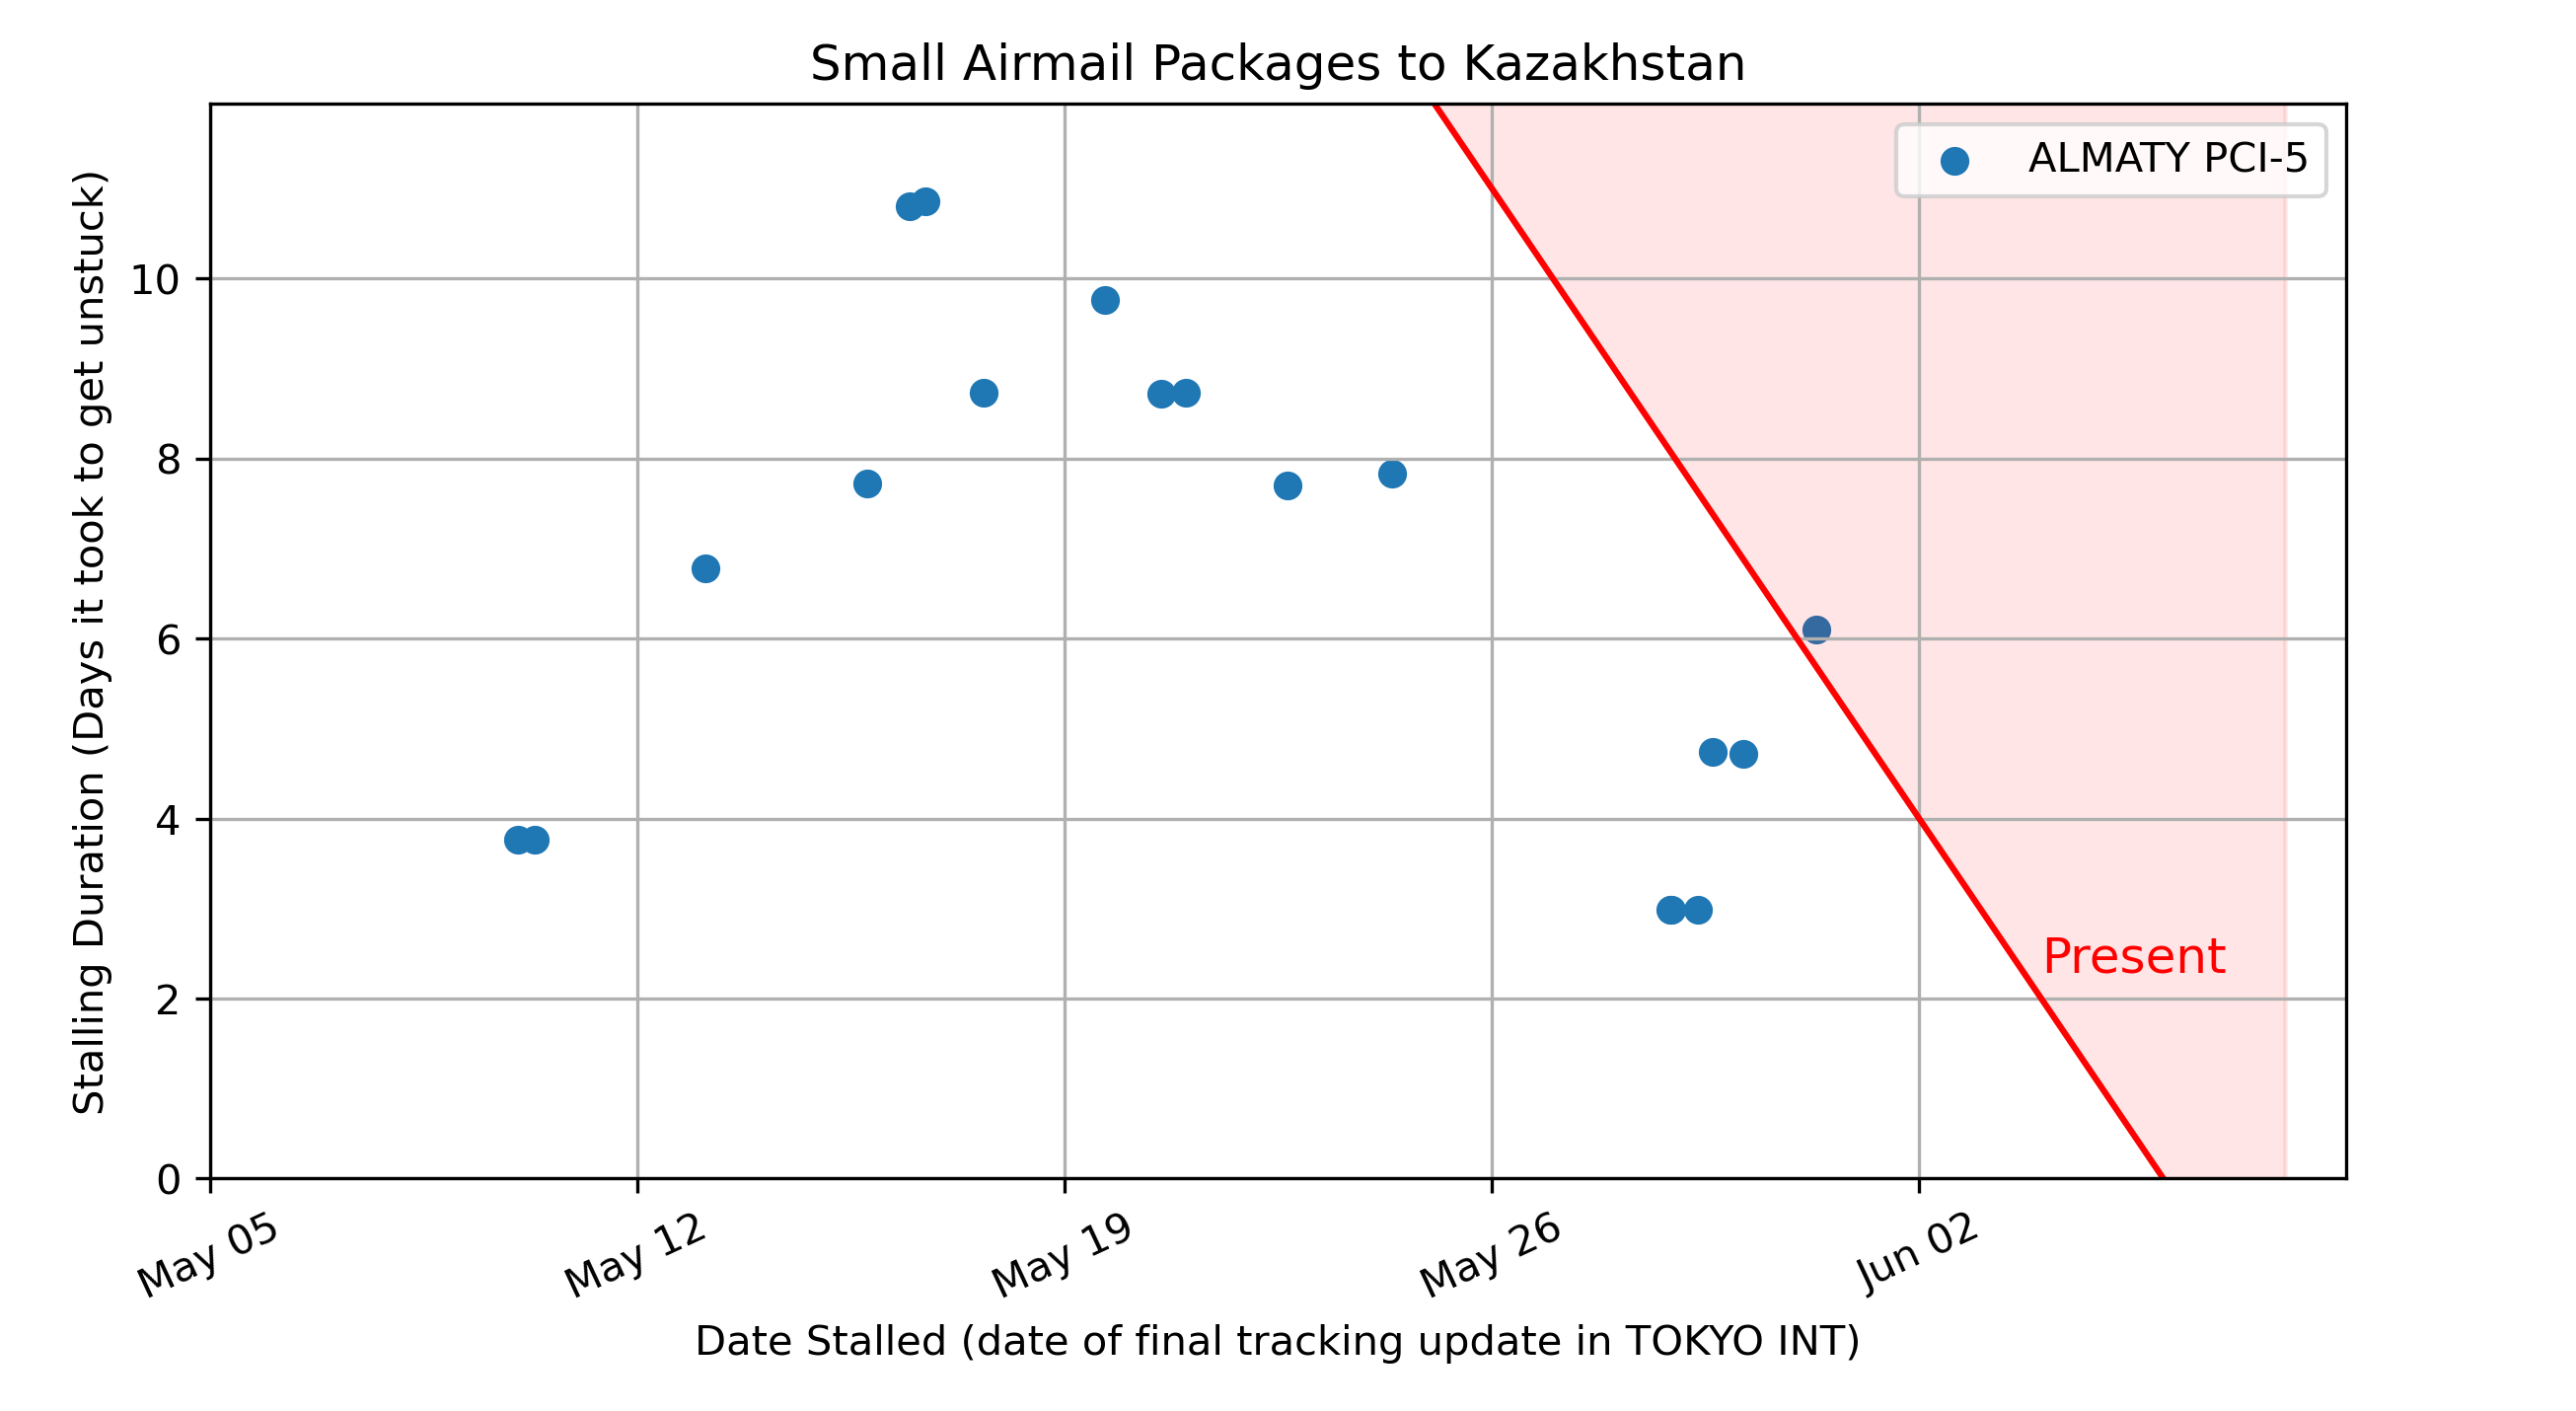 Small Airmail Packages to Kazakhstan
ALMATY PCI-5
Stalling Duration (Days it took to get unstuck)
10
8
6
4
2
0
Present
May 05
May 12
May 19
May 26
Jun 02
Date Stalled (date of final tracking update in TOKYO INT)